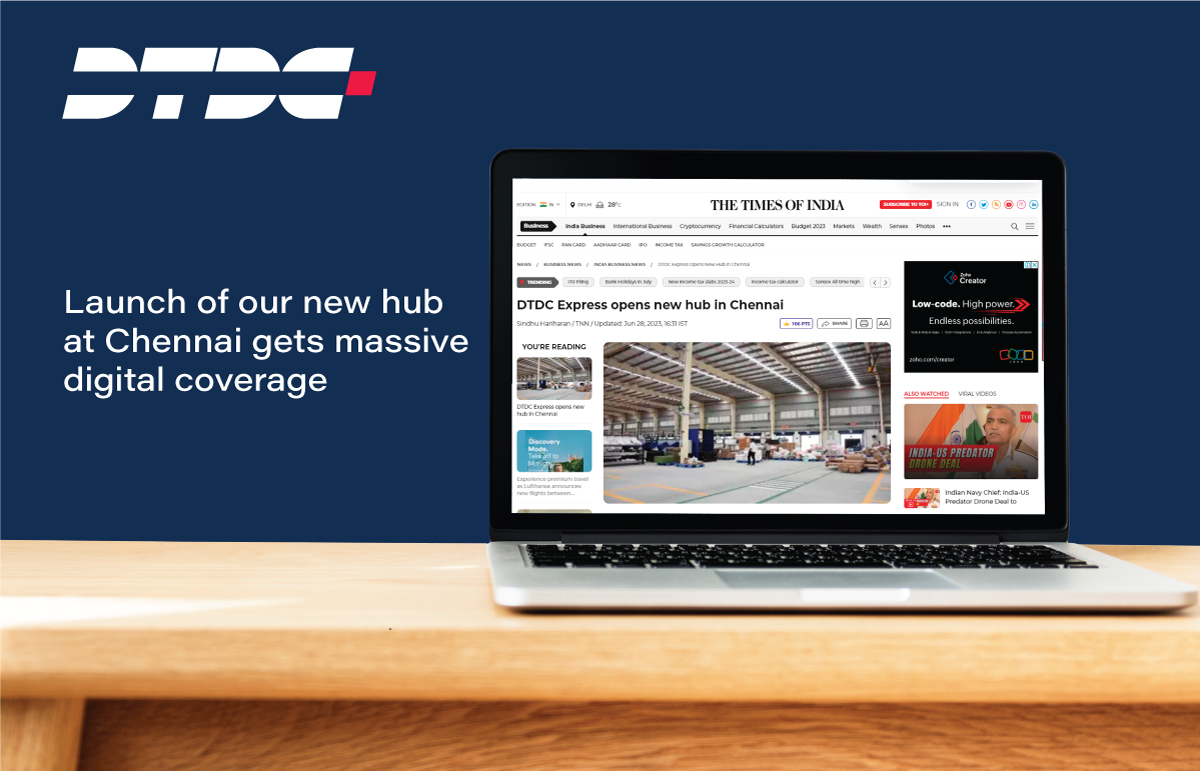 DTDC
Launch of our new hub
at Chennai gets massive
digital coverage
EDITION IN DELHI 28°C
THE TIMES OF INDIA
SUBSCRIBE TO TOI+ SIGN IN
Business India Business International Business Cryptocurrency Financial Calculators Budget 2023 Markets Wealth Sensex Photos •••
BUDGET IFSC PAN CARD AADHAAR CARD IPO INCOME TAX SAVINGS GROWTH CALCULATOR
NEWS / BUSINESS NEWS / INDIA BUSINESS NEWS / DTDC Express Opens New Hub In Chennai
TRENDING ITR Filing Bank Holidays in July New income tax slabs 2023-24 Income tax calculator Sensex All time high
DTDC Express opens new hub in Chennai
Sindhu Hariharan / TNN / Updated: Jun 28, 2023, 16:31 IST
PTS SHARE AA
YOU'RE READING
DTDC Express opens new
hub in Chennai
Discovery
Mode.
Take off to
Experience premium travel
as Lufthansa announces
new flights between...
Zoho
Creator
Low-code. High power.
Endless possibilities.
zoho.com/creator
ZOHO
ALSO WATCHED VIRAL VIDEOS
TOI
INDIA-US PREDATOR
DRONE DEAL
Indian Navy Chief: India-US
Predator Drone Deal to